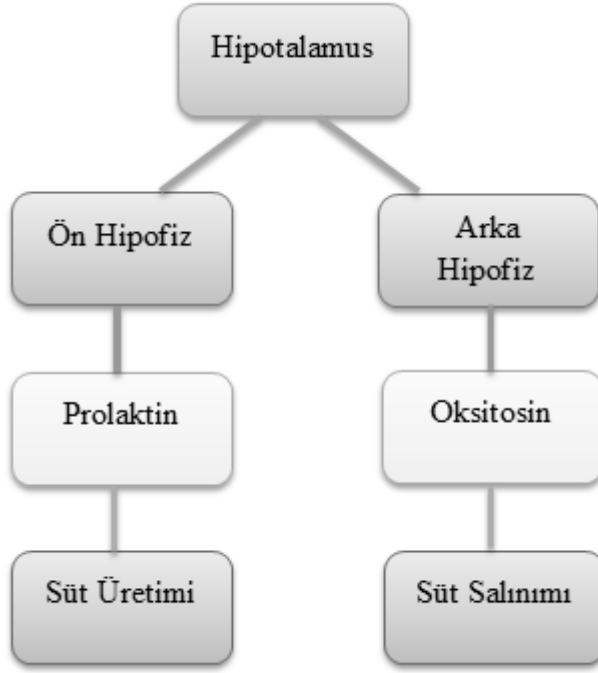 Hipotalamus
Ön Hipofiz
Arka
Hipofiz
Prolaktin
Oksitosin
Süt Üretimi
Süt Salınımı